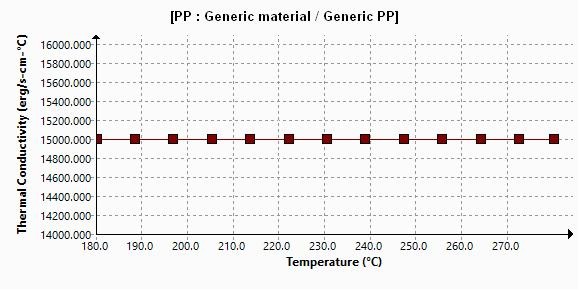 [PP : Generic material / Generic PP]
Thermal Conductivity (erg/s-cm-°C)
16000.000
15800.000
15600.000
15400.000
15200.000
15000.000
14800.000
14600.000
14400.000
14200.000
14000.000
180.0 190.0 200.0 210.0 220.0 230.0 240.0 250.0 260.0 270.0
Temperature (°C)